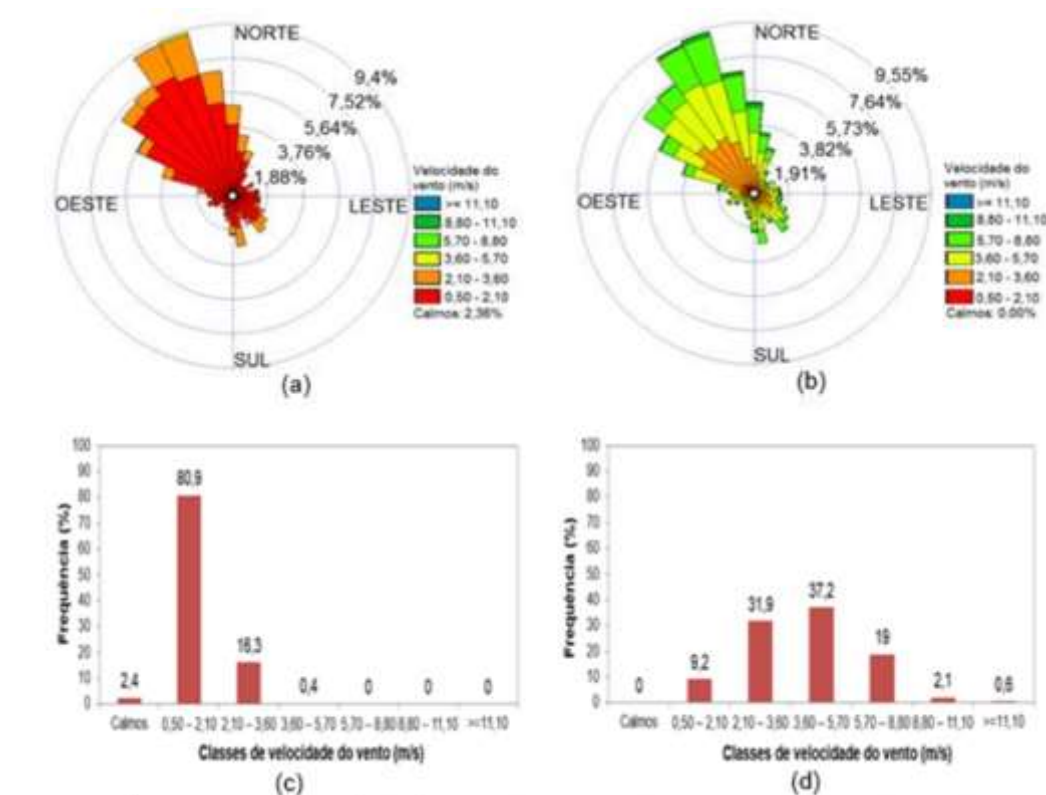 NORTE
9,4%
7,52%
5,64%
3,76%
1,88%
OESTE
LESTE
SUL
Velocidade do
vento (m/s)
>= 11,10
8,80 - 11,10
5,70 - 8,80
3,60 - 5,70
2,10 - 3,60
0,50 - 2,10
Calmos: 2,36%
(a)
NORTE
9,55%
7,64%
5,73%
3,82%
1,91%
OESTE
LESTE
SUL
Velocidade do
vento (m/s)
>= 11,10
8,80 - 11,10
5,70 - 8,80
3,60 - 5,70
2,10 - 3,60
0,50 - 2,10
Calmos: 0,00%
(b)
Frequência (%)
100
90
80
70
60
50
40
30
20
10
0
2,4
80,9
16,3
0,4
0
0
0
Calmos 0,50 – 2,10 2,10 – 3,60 3,60 – 5,70 5,70 – 8,80 8,80 – 11,10 >=11,10
Classes de velocidade do vento (m/s)
(c)
Frequência (%)
100
90
80
70
60
50
40
30
20
10
0
0
9,2
31,9
37,2
19
2,1
0,6
Calmos 0,50 – 2,10 2,10 – 3,60 3,60 – 5,70 5,70 – 8,80 8,80 – 11,10 >=11,10
Classes de velocidade do vento (m/s)
(d)